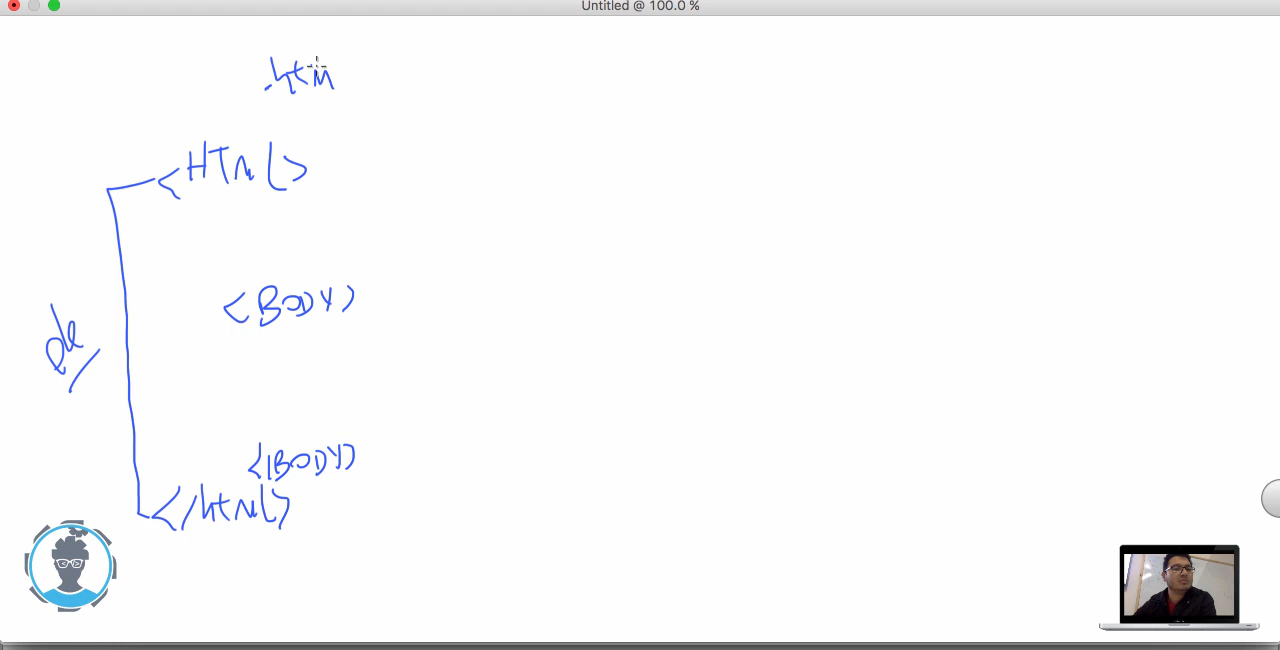 Untitled @ 100.0 %
.htm
<HTML>
<BODY>
</BODY>
</html>